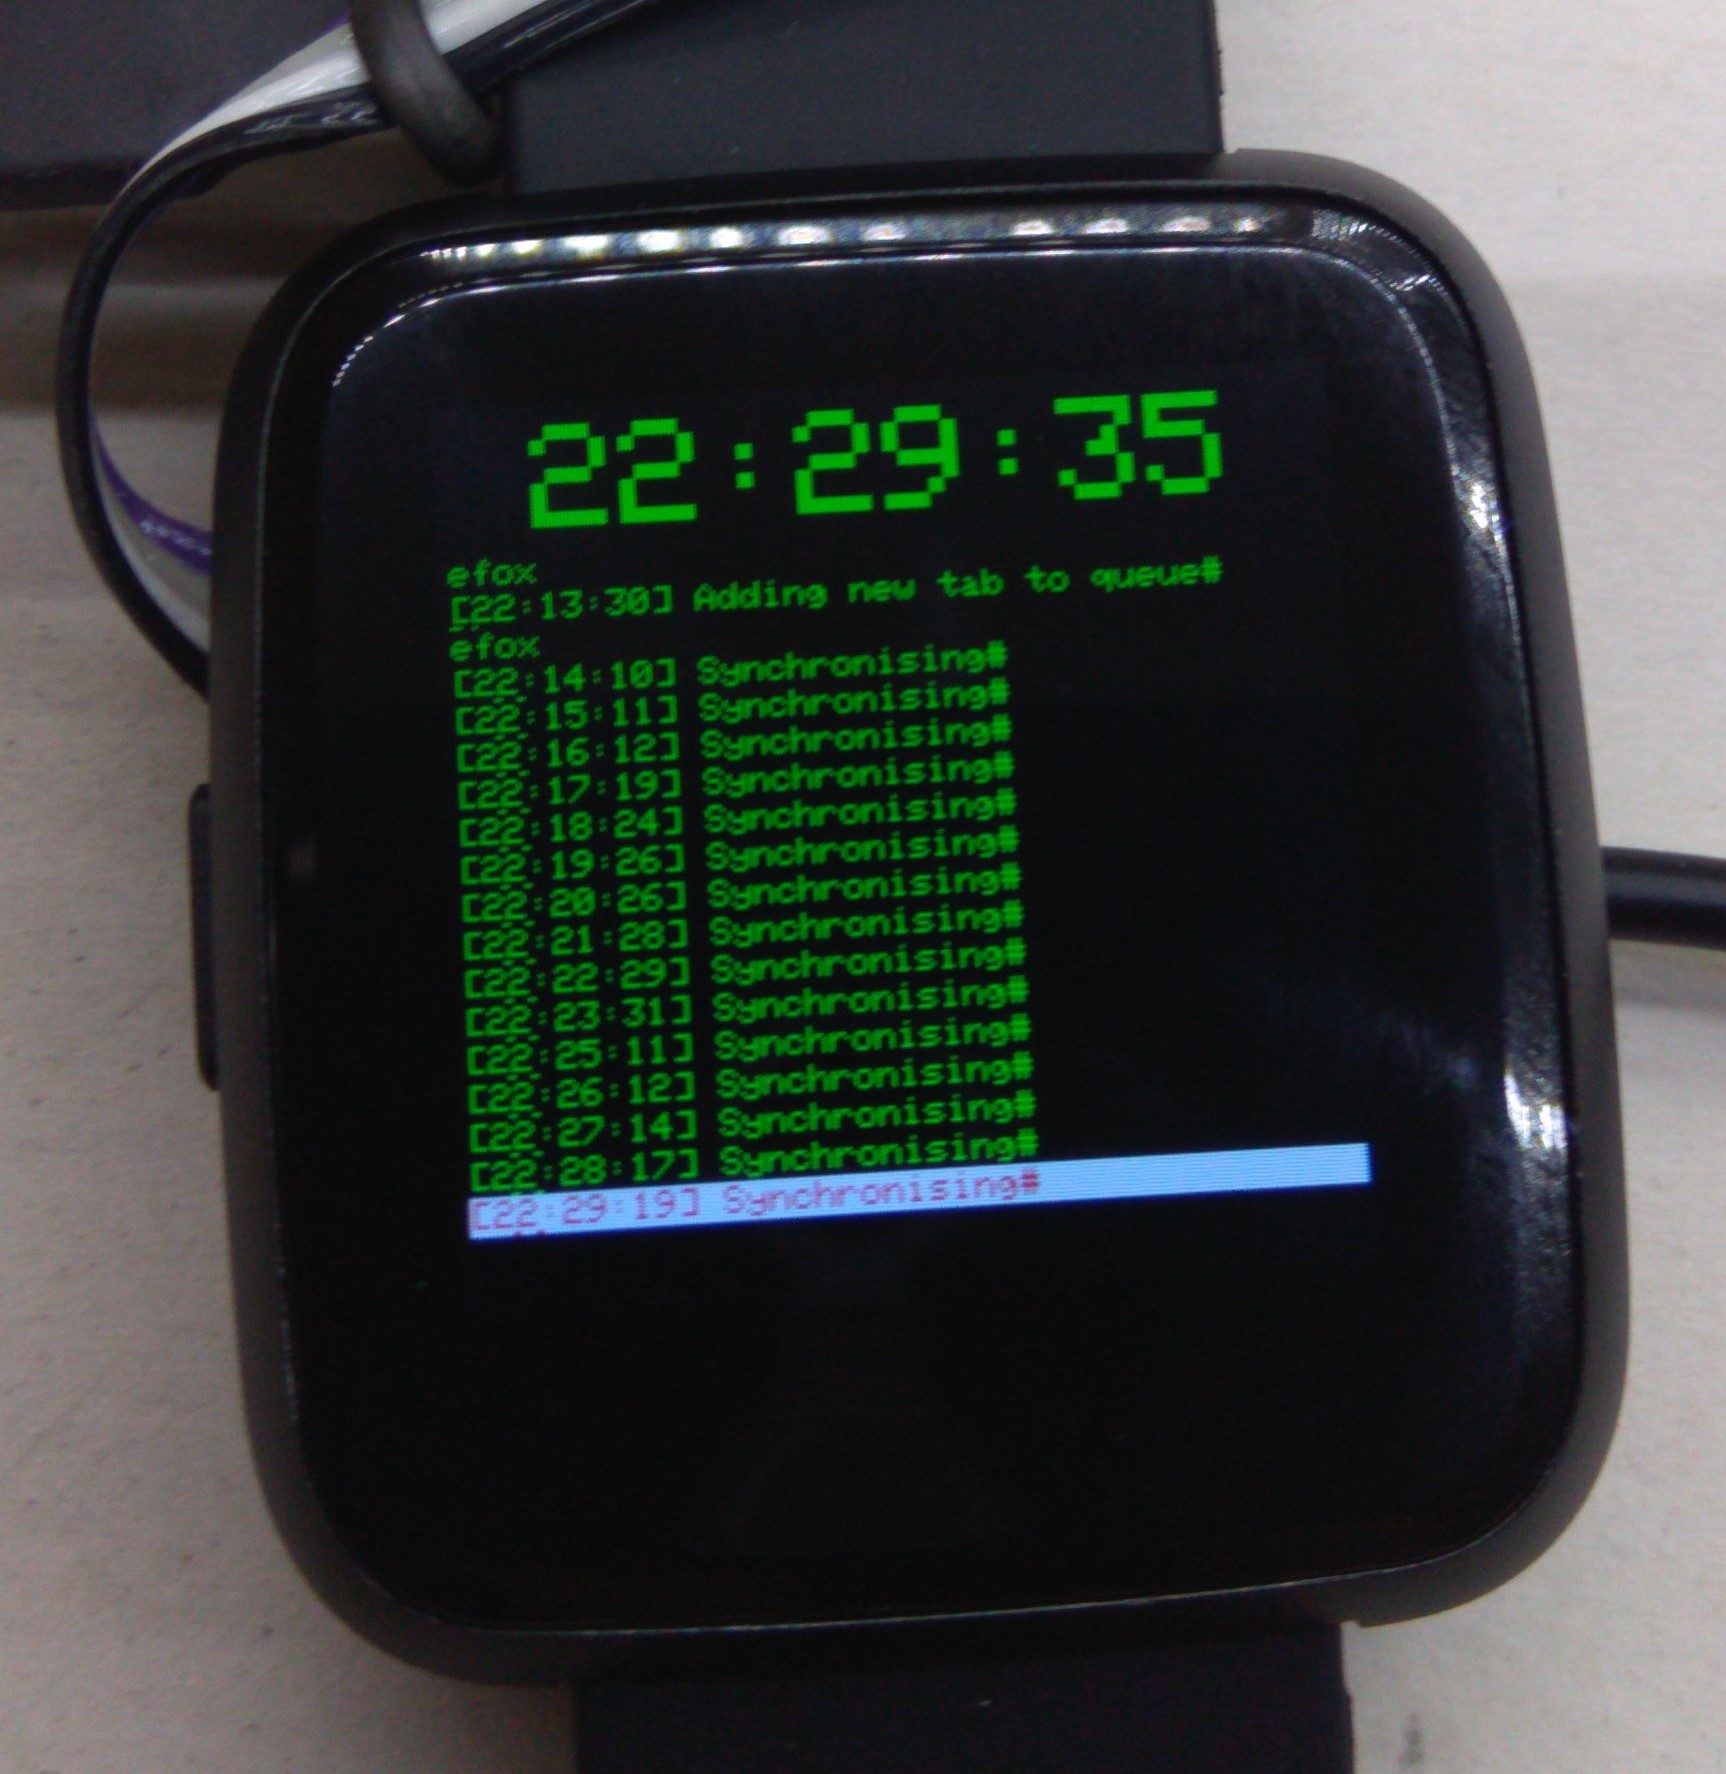 22:29:35
efox
[22:13:30] Adding new tab to queue#
efox
[22:14:10] Synchronising#
[22:15:11] Synchronising#
[22:16:12] Synchronising#
[22:17:19] Synchronising#
[22:18:24] Synchronising#
[22:19:26] Synchronising#
[22:20:26] Synchronising#
[22:21:28] Synchronising#
[22:22:29] Synchronising#
[22:23:31] Synchronising#
[22:25:11] Synchronising#
[22:26:12] Synchronising#
[22:27:14] Synchronising#
[22:28:17] Synchronising#
[22:29:19] Synchronising#